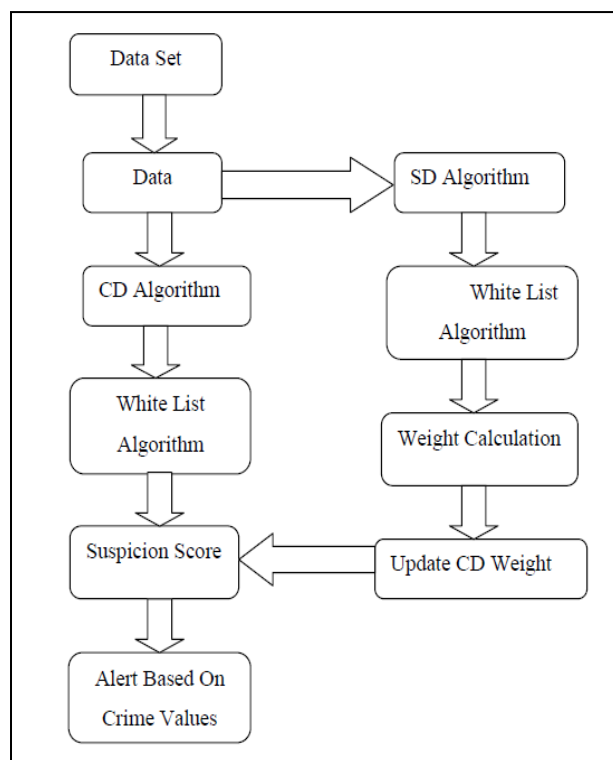 Data Set
Data
SD Algorithm
CD Algorithm
White List
Algorithm
White List
Algorithm
Weight Calculation
Suspicion Score
Update CD Weight
Alert Based On
Crime Values